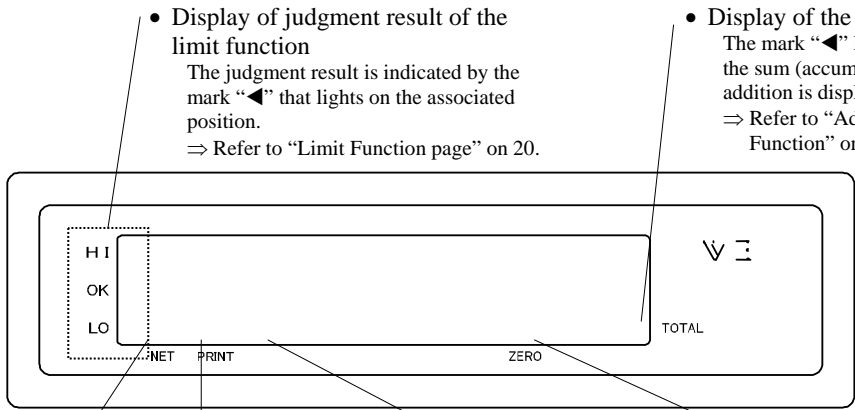 • Display of judgment result of the
limit function
The judgment result is indicated by the
mark “◀” that lights on the associated
position.
⇒ Refer to “Limit Function page” on 20.
• Display of the
The mark “◀”
the sum (accum
addition is displ
⇒ Refer to “Ad
Function” on
HI
OK
LO
NET PRINT ZERO
TOTAL